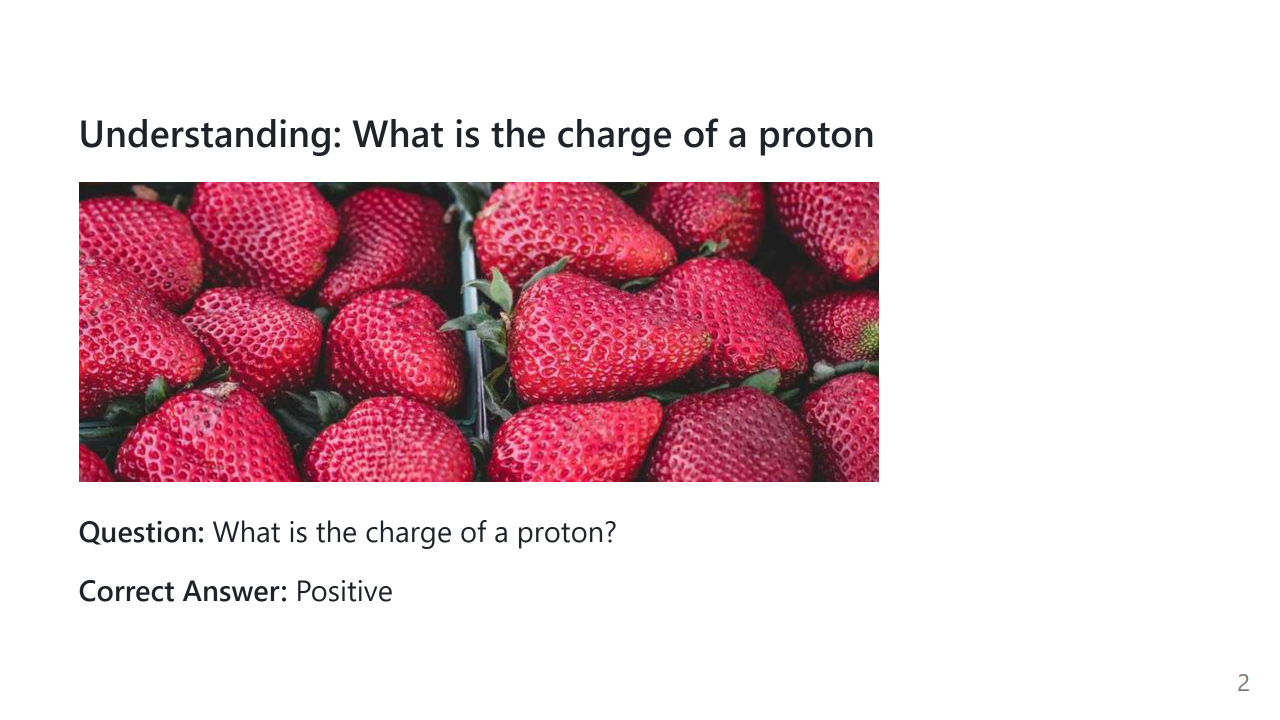 Understanding: What is the charge of a proton
Question: What is the charge of a proton?
Correct Answer: Positive
2